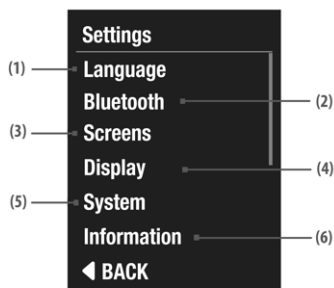 Settings
(1) Language
Bluetooth (2)
(3) Screens
Display (4)
(5) System
Information (6)
BACK